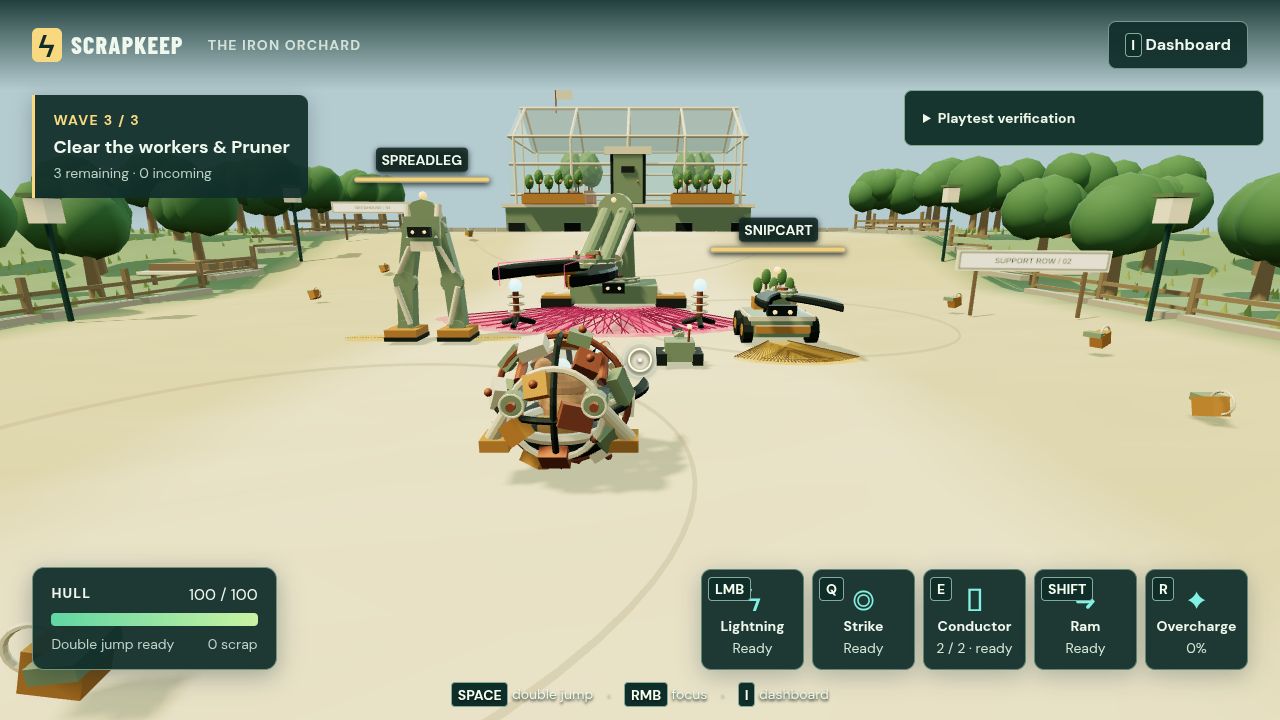 SCRAPKEEP
THE IRON ORCHARD
I Dashboard
WAVE 3 / 3
Clear the workers & Pruner
3 remaining · 0 incoming
Playtest verification
SPREADLEG
SNIPCART
SUPPORT ROW / 02
HULL
100 / 100
Double jump ready
0 scrap
LMB
Lightning
Ready
Q
Strike
Ready
E
Conductor
2 / 2 · ready
SHIFT
Ram
Ready
R
Overcharge
0%
SPACE double jump · RMB focus · I dashboard